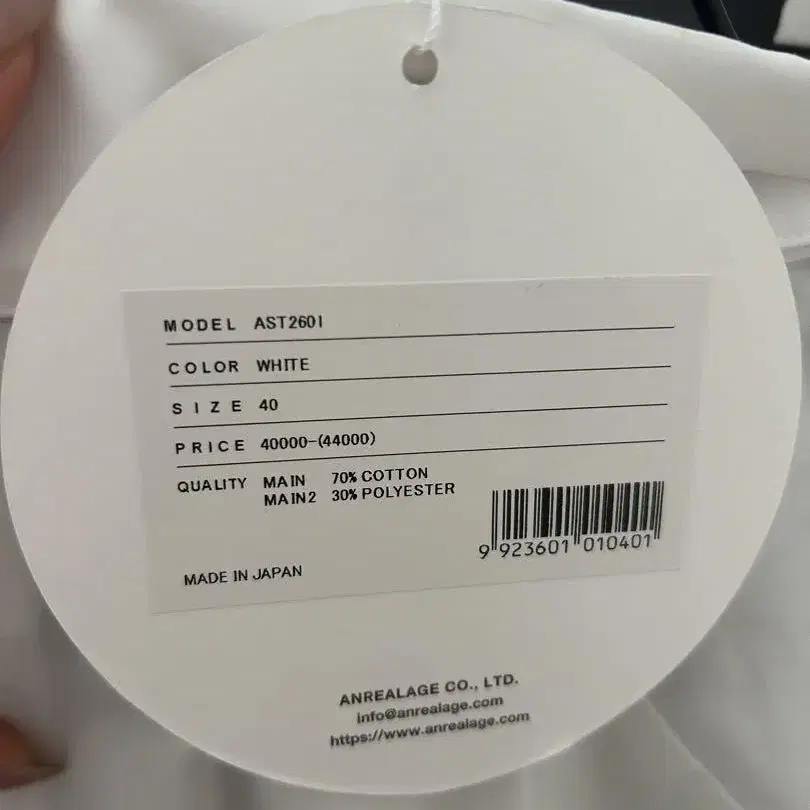 MODEL AST2601
COLOR WHITE
SIZE 40
PRICE 40000-(44000)
QUALITY MAIN 70% COTTON
MAIN2 30% POLYESTER
9 923601 010401
MADE IN JAPAN
ANREALAGE CO., LTD.
info@anrealage.com
https://www.anrealage.com